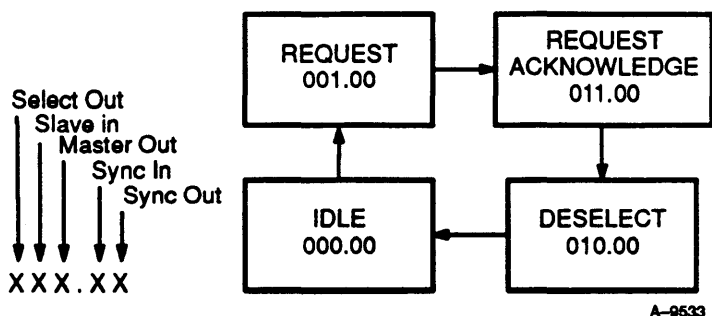 REQUEST
001.00
REQUEST
ACKNOWLEDGE
011.00
Select Out
Slave in
Master Out
Sync In
Sync Out
XXX.XX
IDLE
000.00
DESELECT
010.00
A-9533